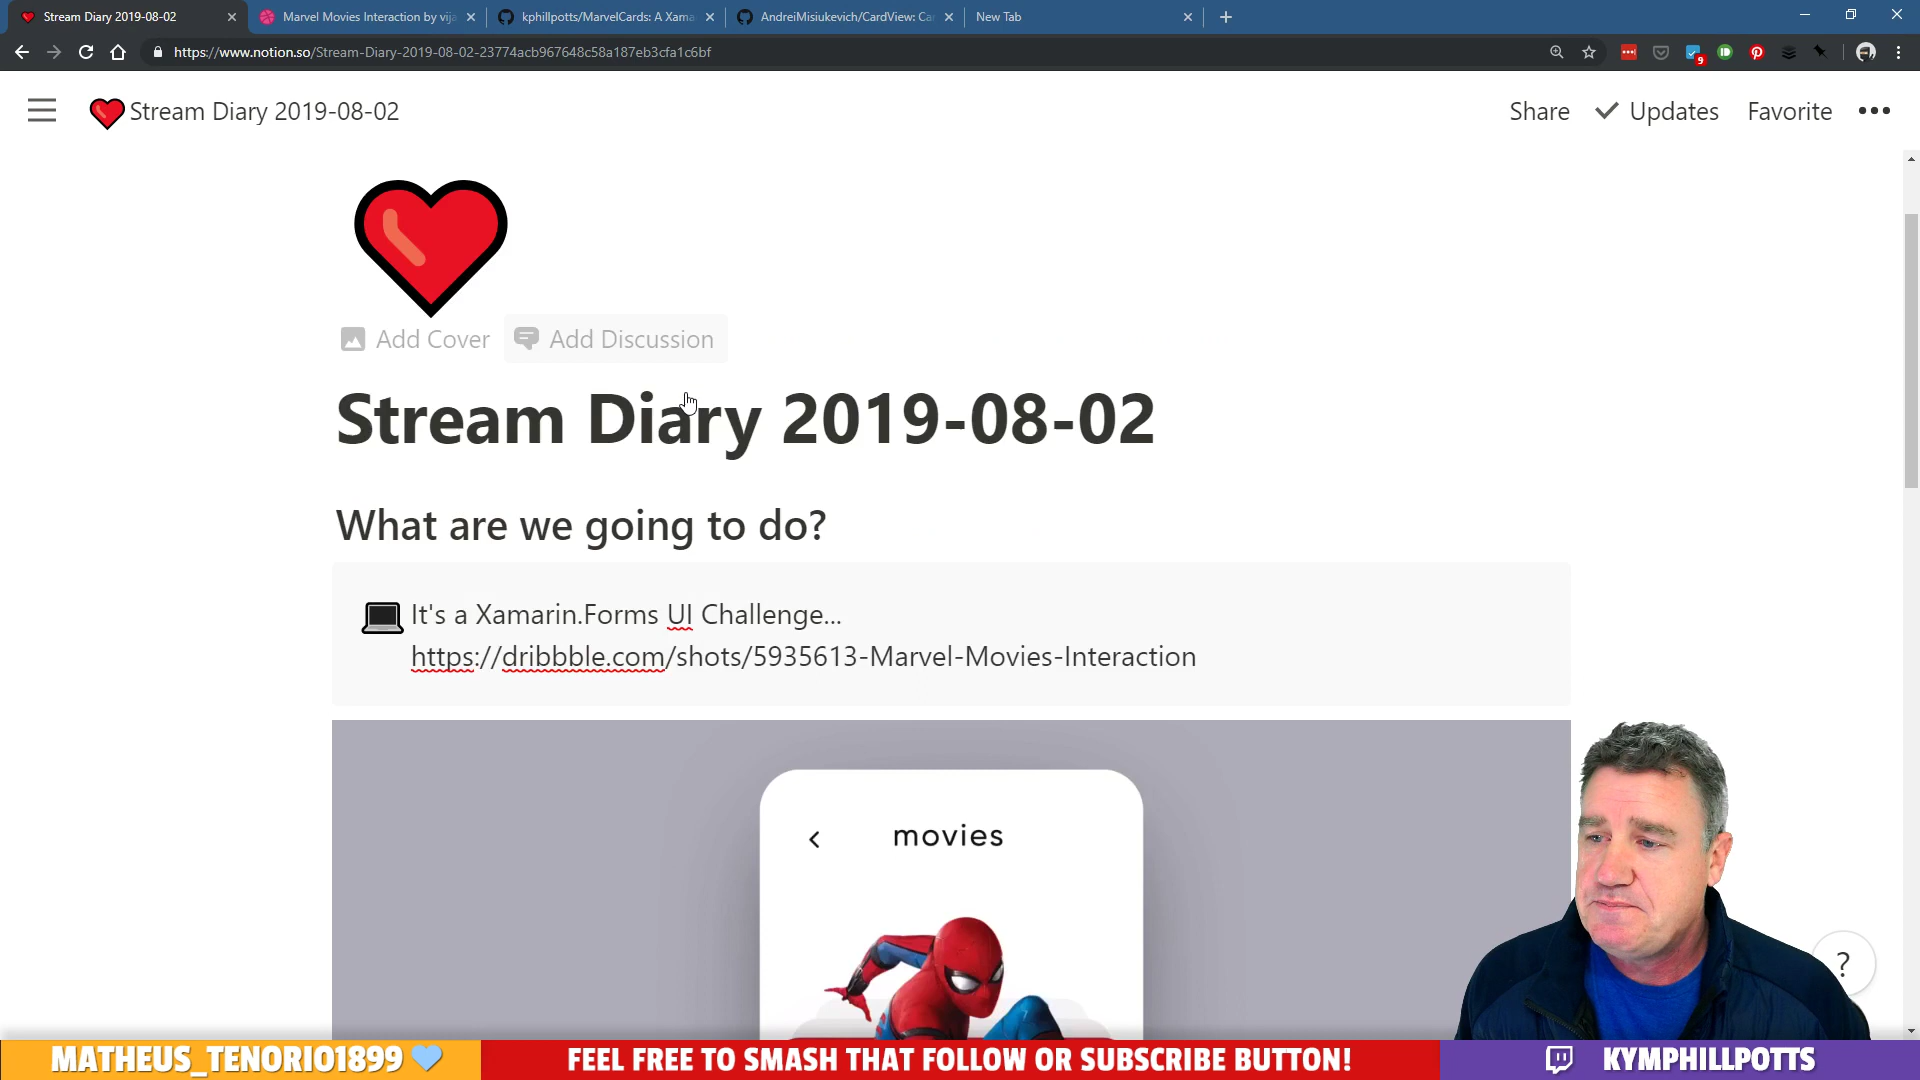 Stream Diary 2019-08-02
Marvel Movies Interaction by vija
kphillpotts/MarvelCards: A Xama
AndreiMisiukevich/CardView: Ca
New Tab
https://www.notion.so/Stream-Diary-2019-08-02-23774acb967648c58a187eb3cfa1c6bf
9
Stream Diary 2019-08-02
Share
Updates
Favorite
Add Cover
Add Discussion
Stream Diary 2019-08-02
What are we going to do?
It's a Xamarin.Forms UI Challenge...
https://dribbble.com/shots/5935613-Marvel-Movies-Interaction
movies
?
MATHEUS_TENORIO1899
FEEL FREE TO SMASH THAT FOLLOW OR SUBSCRIBE BUTTON!
KYMPHILLPOTTS